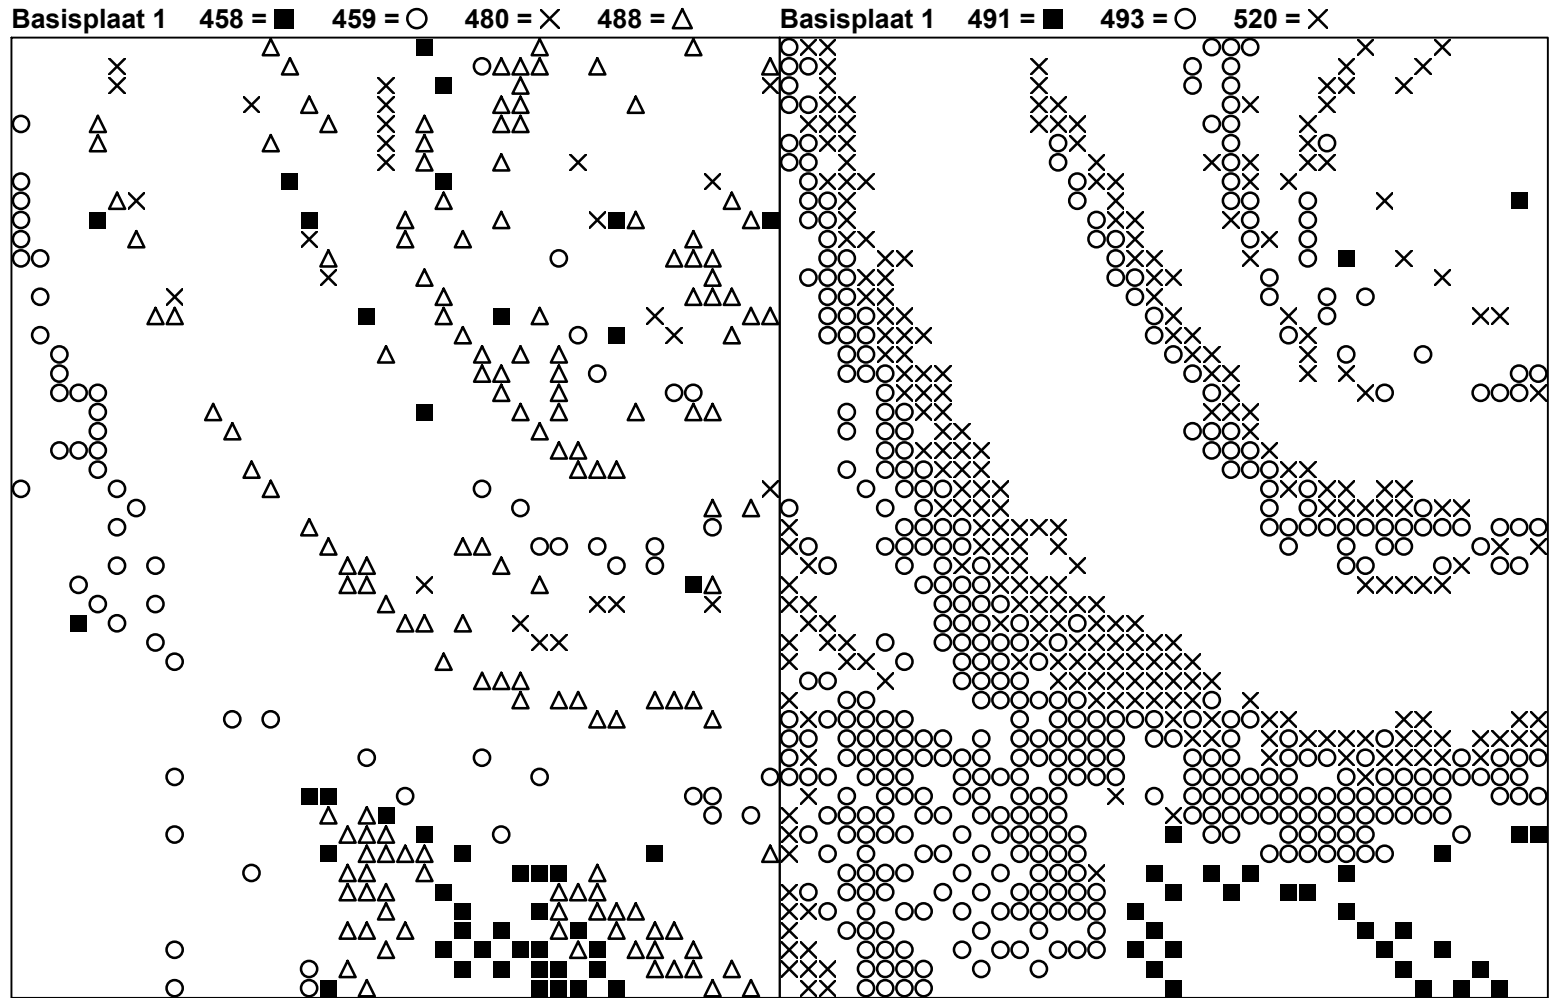 Basisplaat 1 458 = ■ 459 = ○ 480 = × 488 = △
Basisplaat 1 491 = ■ 493 = ○ 520 = ×